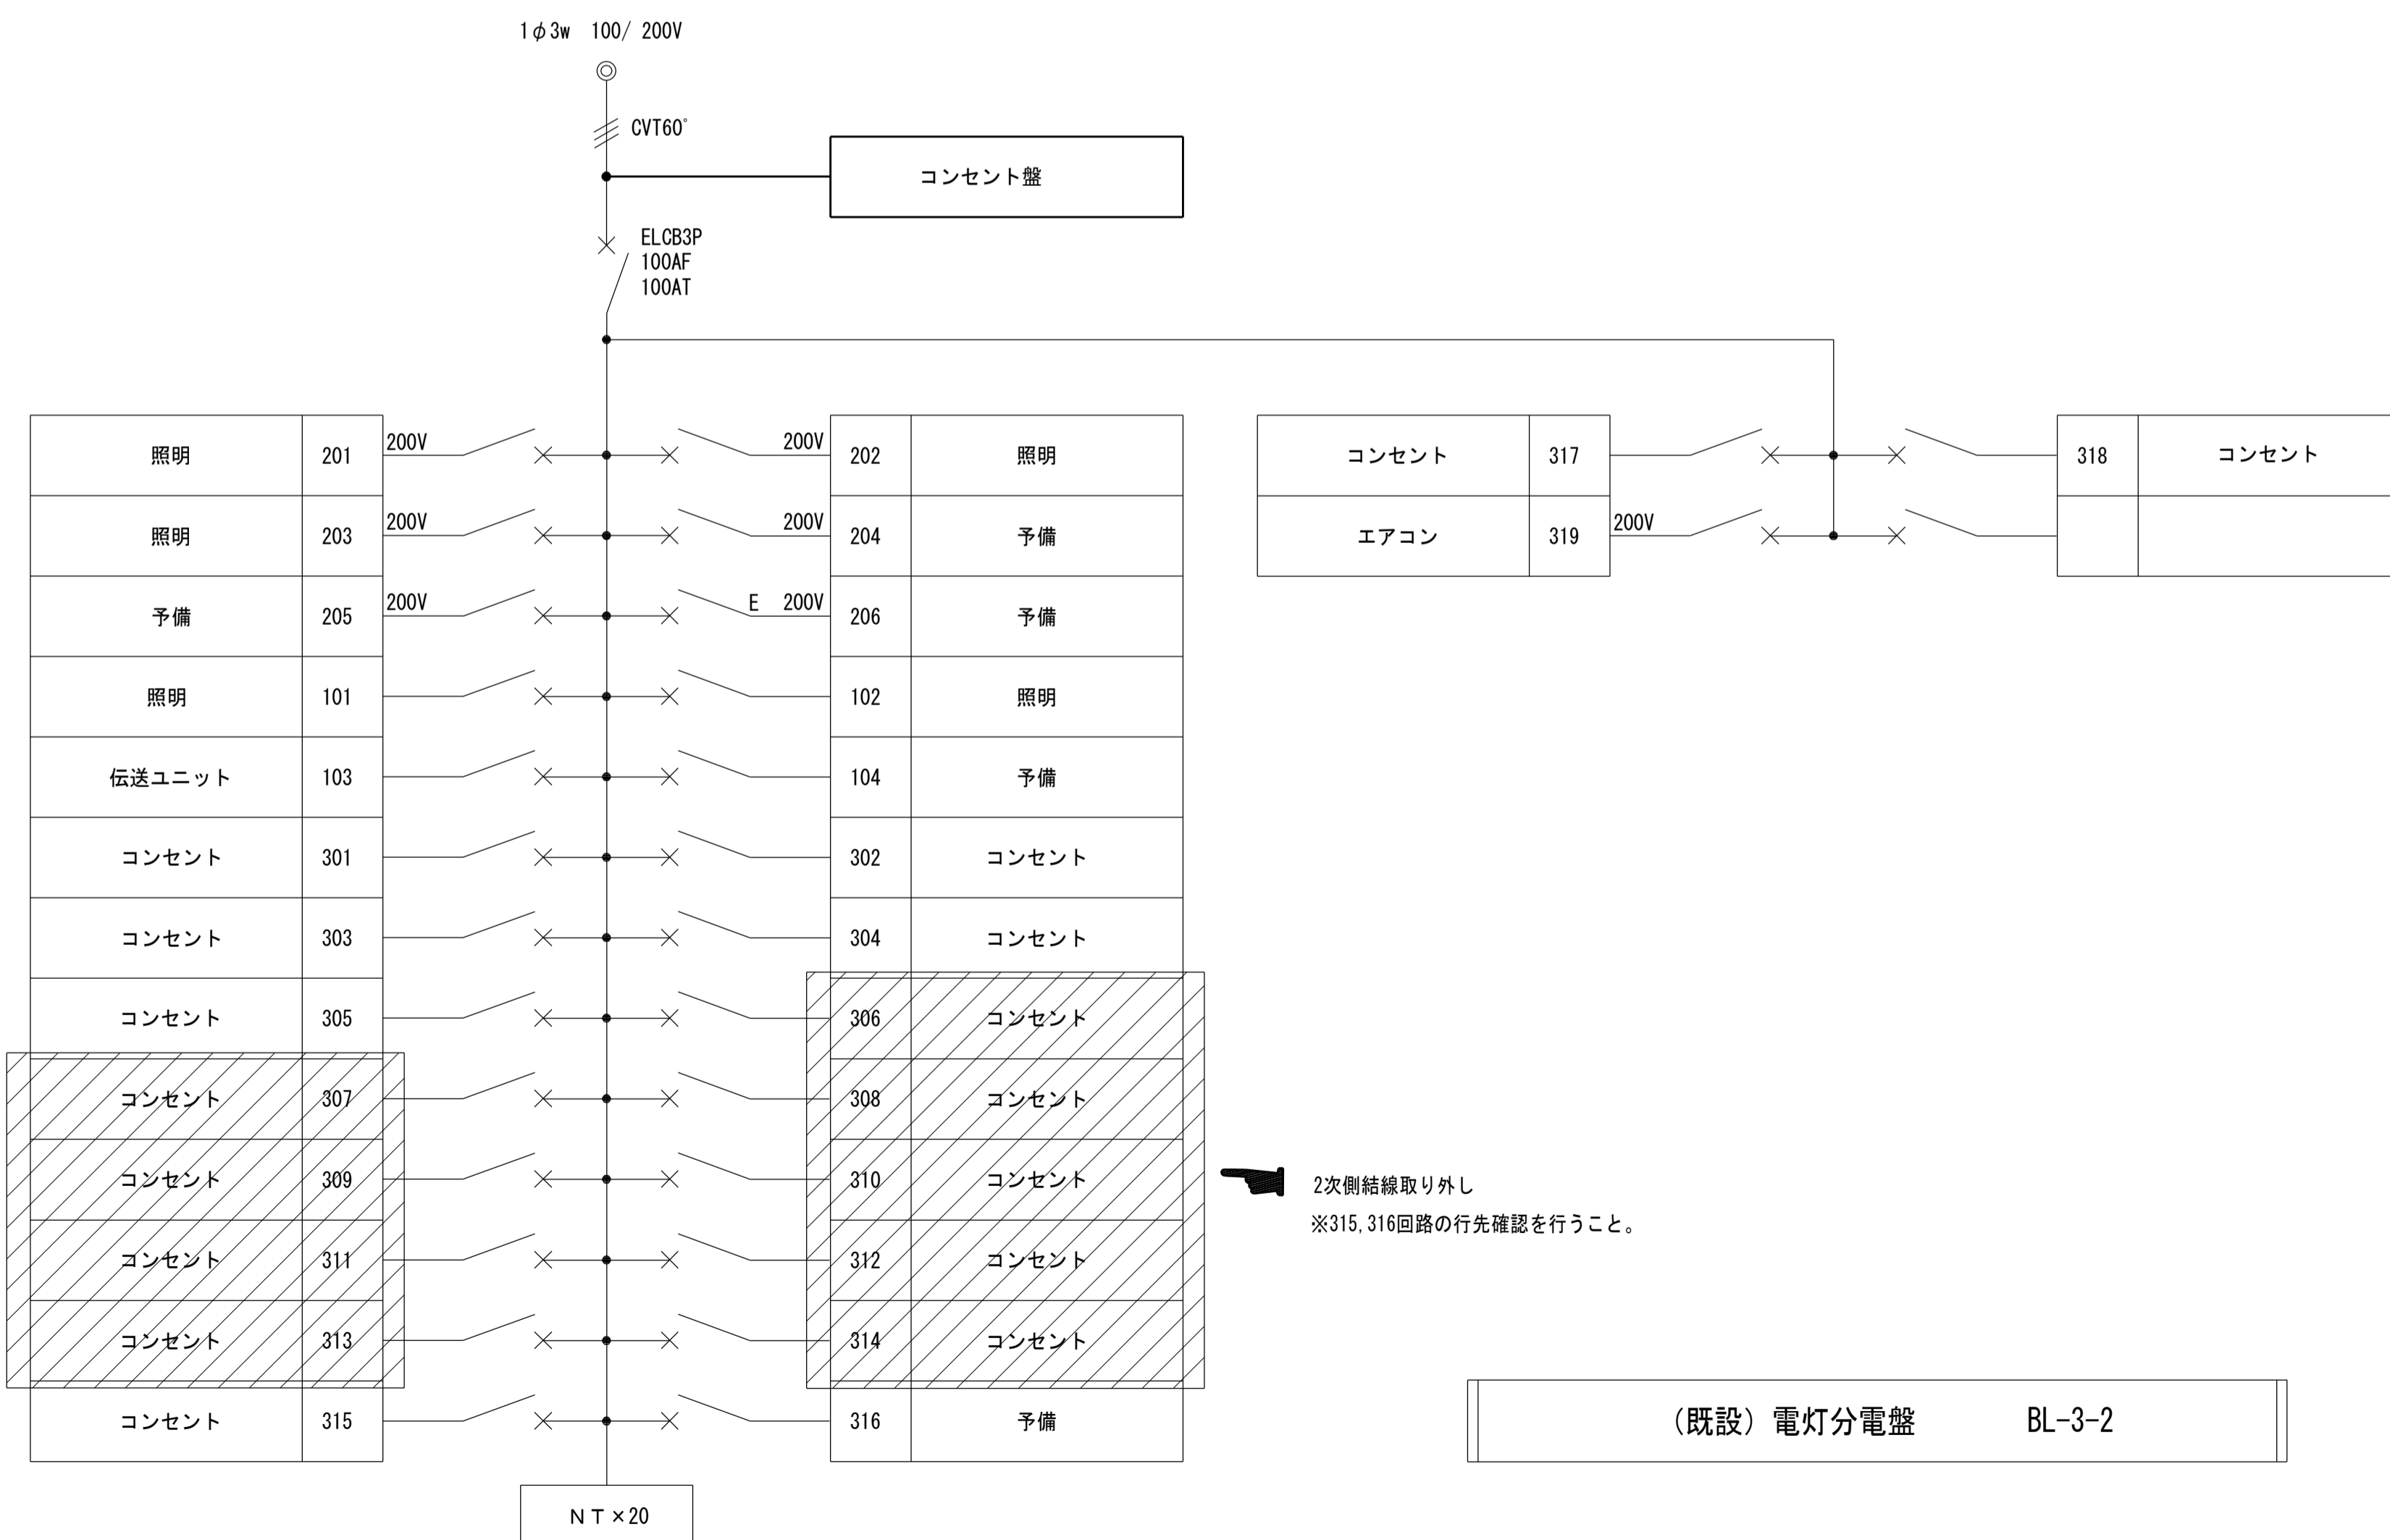 1φ3w 100/ 200V
CVT60°
コンセント盤
ELCB3P
100AF
100AT
照明 201 200V 200V 202 照明
照明 203 200V 200V 204 予備
予備 205 200V E 200V 206 予備
照明 101 102 照明
伝送ユニット 103 104 予備
コンセント 301 302 コンセント
コンセント 303 304 コンセント
コンセント 305 306 コンセント
コンセント 307 308 コンセント
コンセント 309 310 コンセント
コンセント 311 312 コンセント
コンセント 313 314 コンセント
コンセント 315 316 予備
NT×20
コンセント 317 318 コンセント
エアコン 319 200V
2次側結線取り外し
※315,316回路の行先確認を行うこと。
(既設)電灯分電盤 BL-3-2